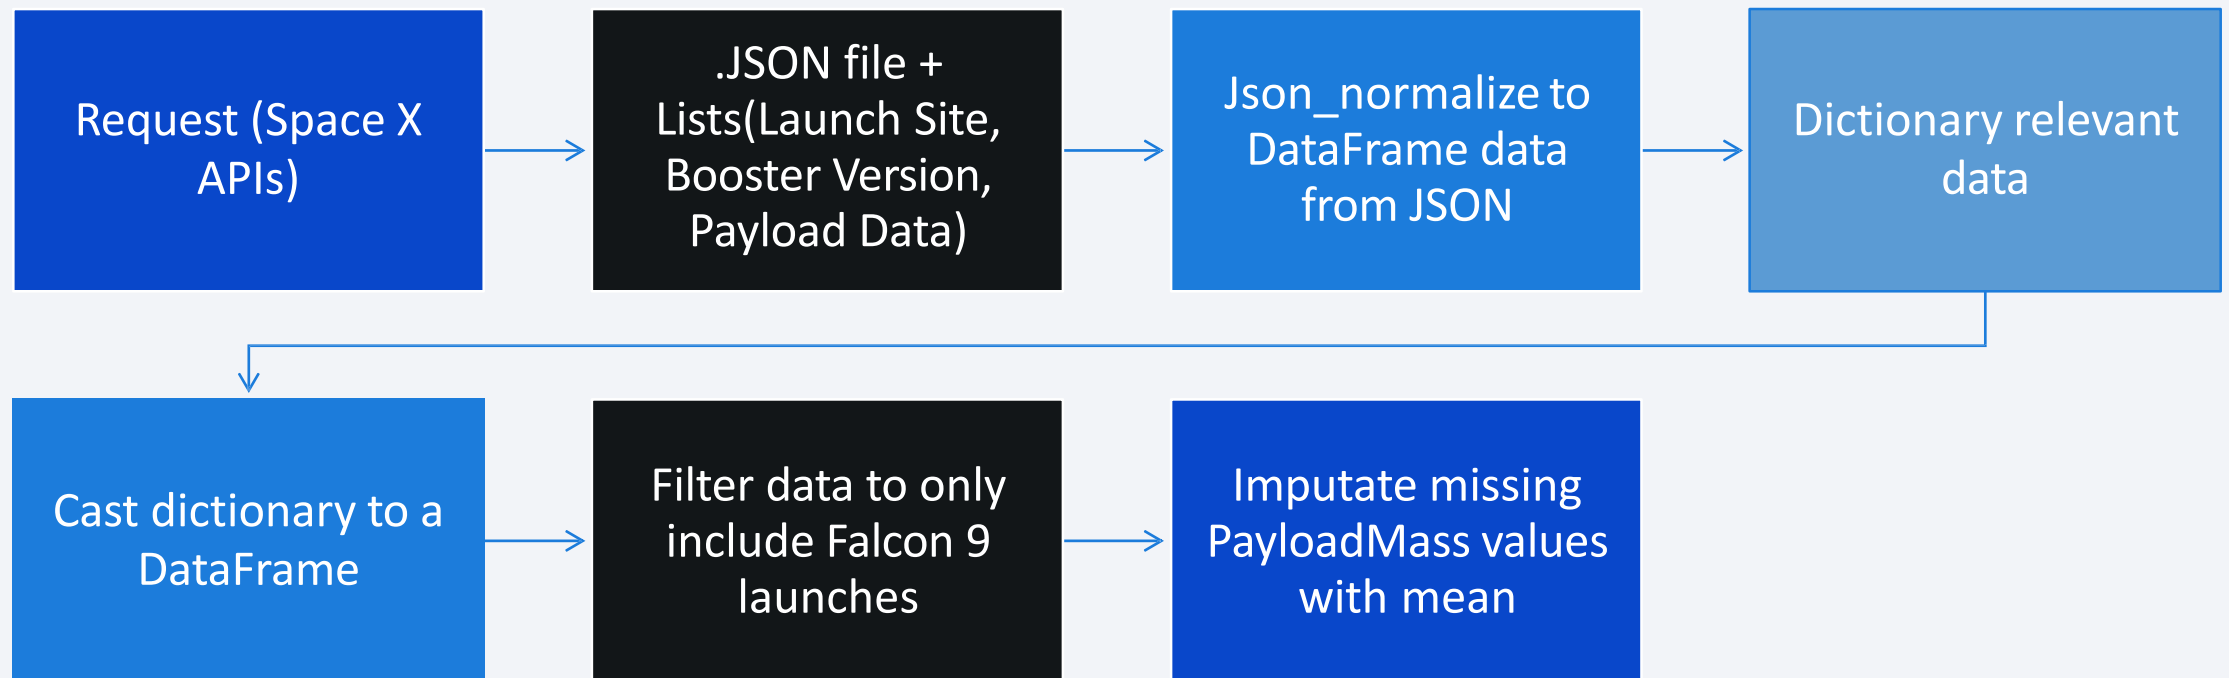 Request (Space X
APIs)
.JSON file +
Lists(Launch Site,
Booster Version,
Payload Data)
Json_normalize to
DataFrame data
from JSON
Dictionary relevant
data
Cast dictionary to a
DataFrame
Filter data to only
include Falcon 9
launches
Imputate missing
PayloadMass values
with mean